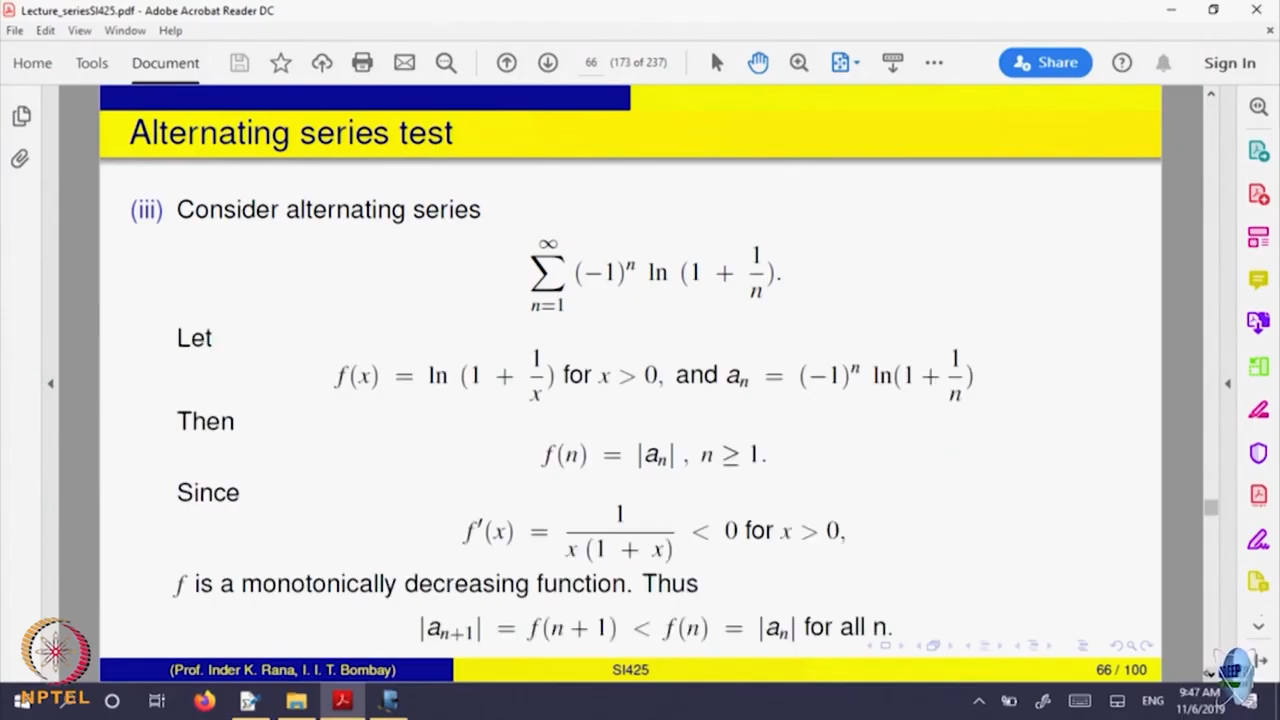 Lecture_seriesSI425.pdf - Adobe Acrobat Reader DC
File Edit View Window Help
Home Tools Document 66 (173 of 237) Share Sign In
Alternating series test
(iii) Consider alternating series
∑_{n=1}^{∞} (−1)^n ln (1 + 1/n).
Let
f(x) = ln (1 + 1/x) for x > 0, and a_n = (−1)^n ln(1 + 1/n)
Then
f(n) = |a_n| , n ≥ 1.
Since
f′(x) = 1/(x (1 + x)) < 0 for x > 0,
f is a monotonically decreasing function. Thus
|a_{n+1}| = f(n + 1) < f(n) = |a_n| for all n.
(Prof. Inder K. Rana, I. I. T. Bombay) SI425 66 / 100
NPTEL ENG 9:47 AM
11/6/2019